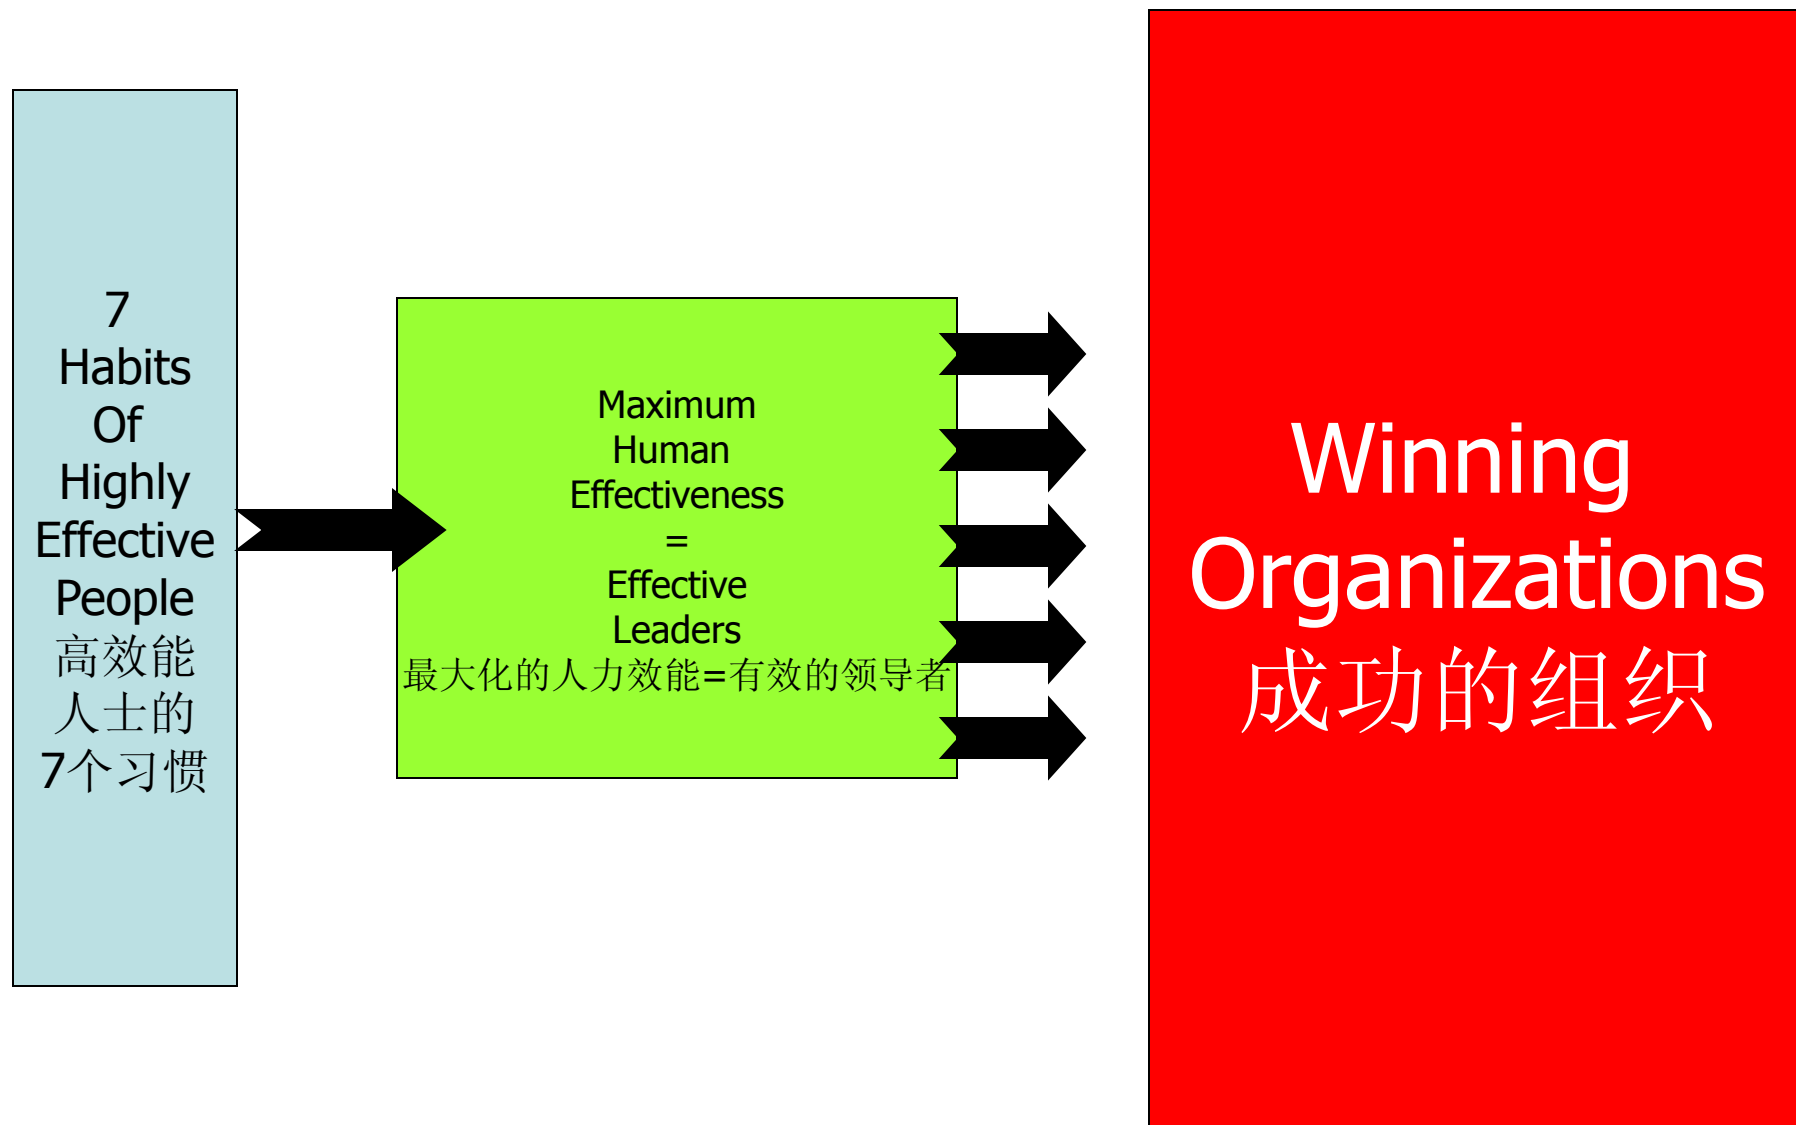 7
Habits
Of
Highly
Effective
People
高效能
人士的
7个习惯
Maximum
Human
Effectiveness
=
Effective
Leaders
最大化的人力效能=有效的领导者
Winning
Organizations
成功的组织